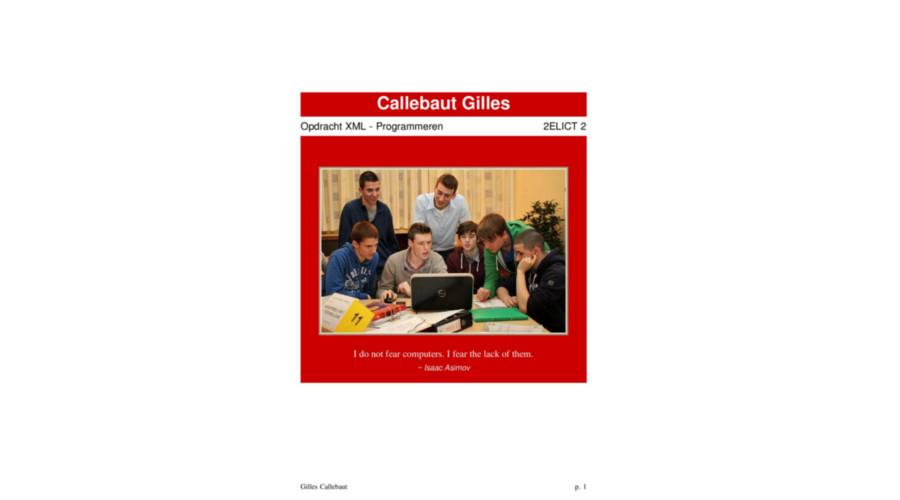 Callebaut Gilles
Opdracht XML - Programmeren 2ELICT 2
11
I do not fear computers. I fear the lack of them.
~ Isaac Asimov
Gilles Callebaut p. 1